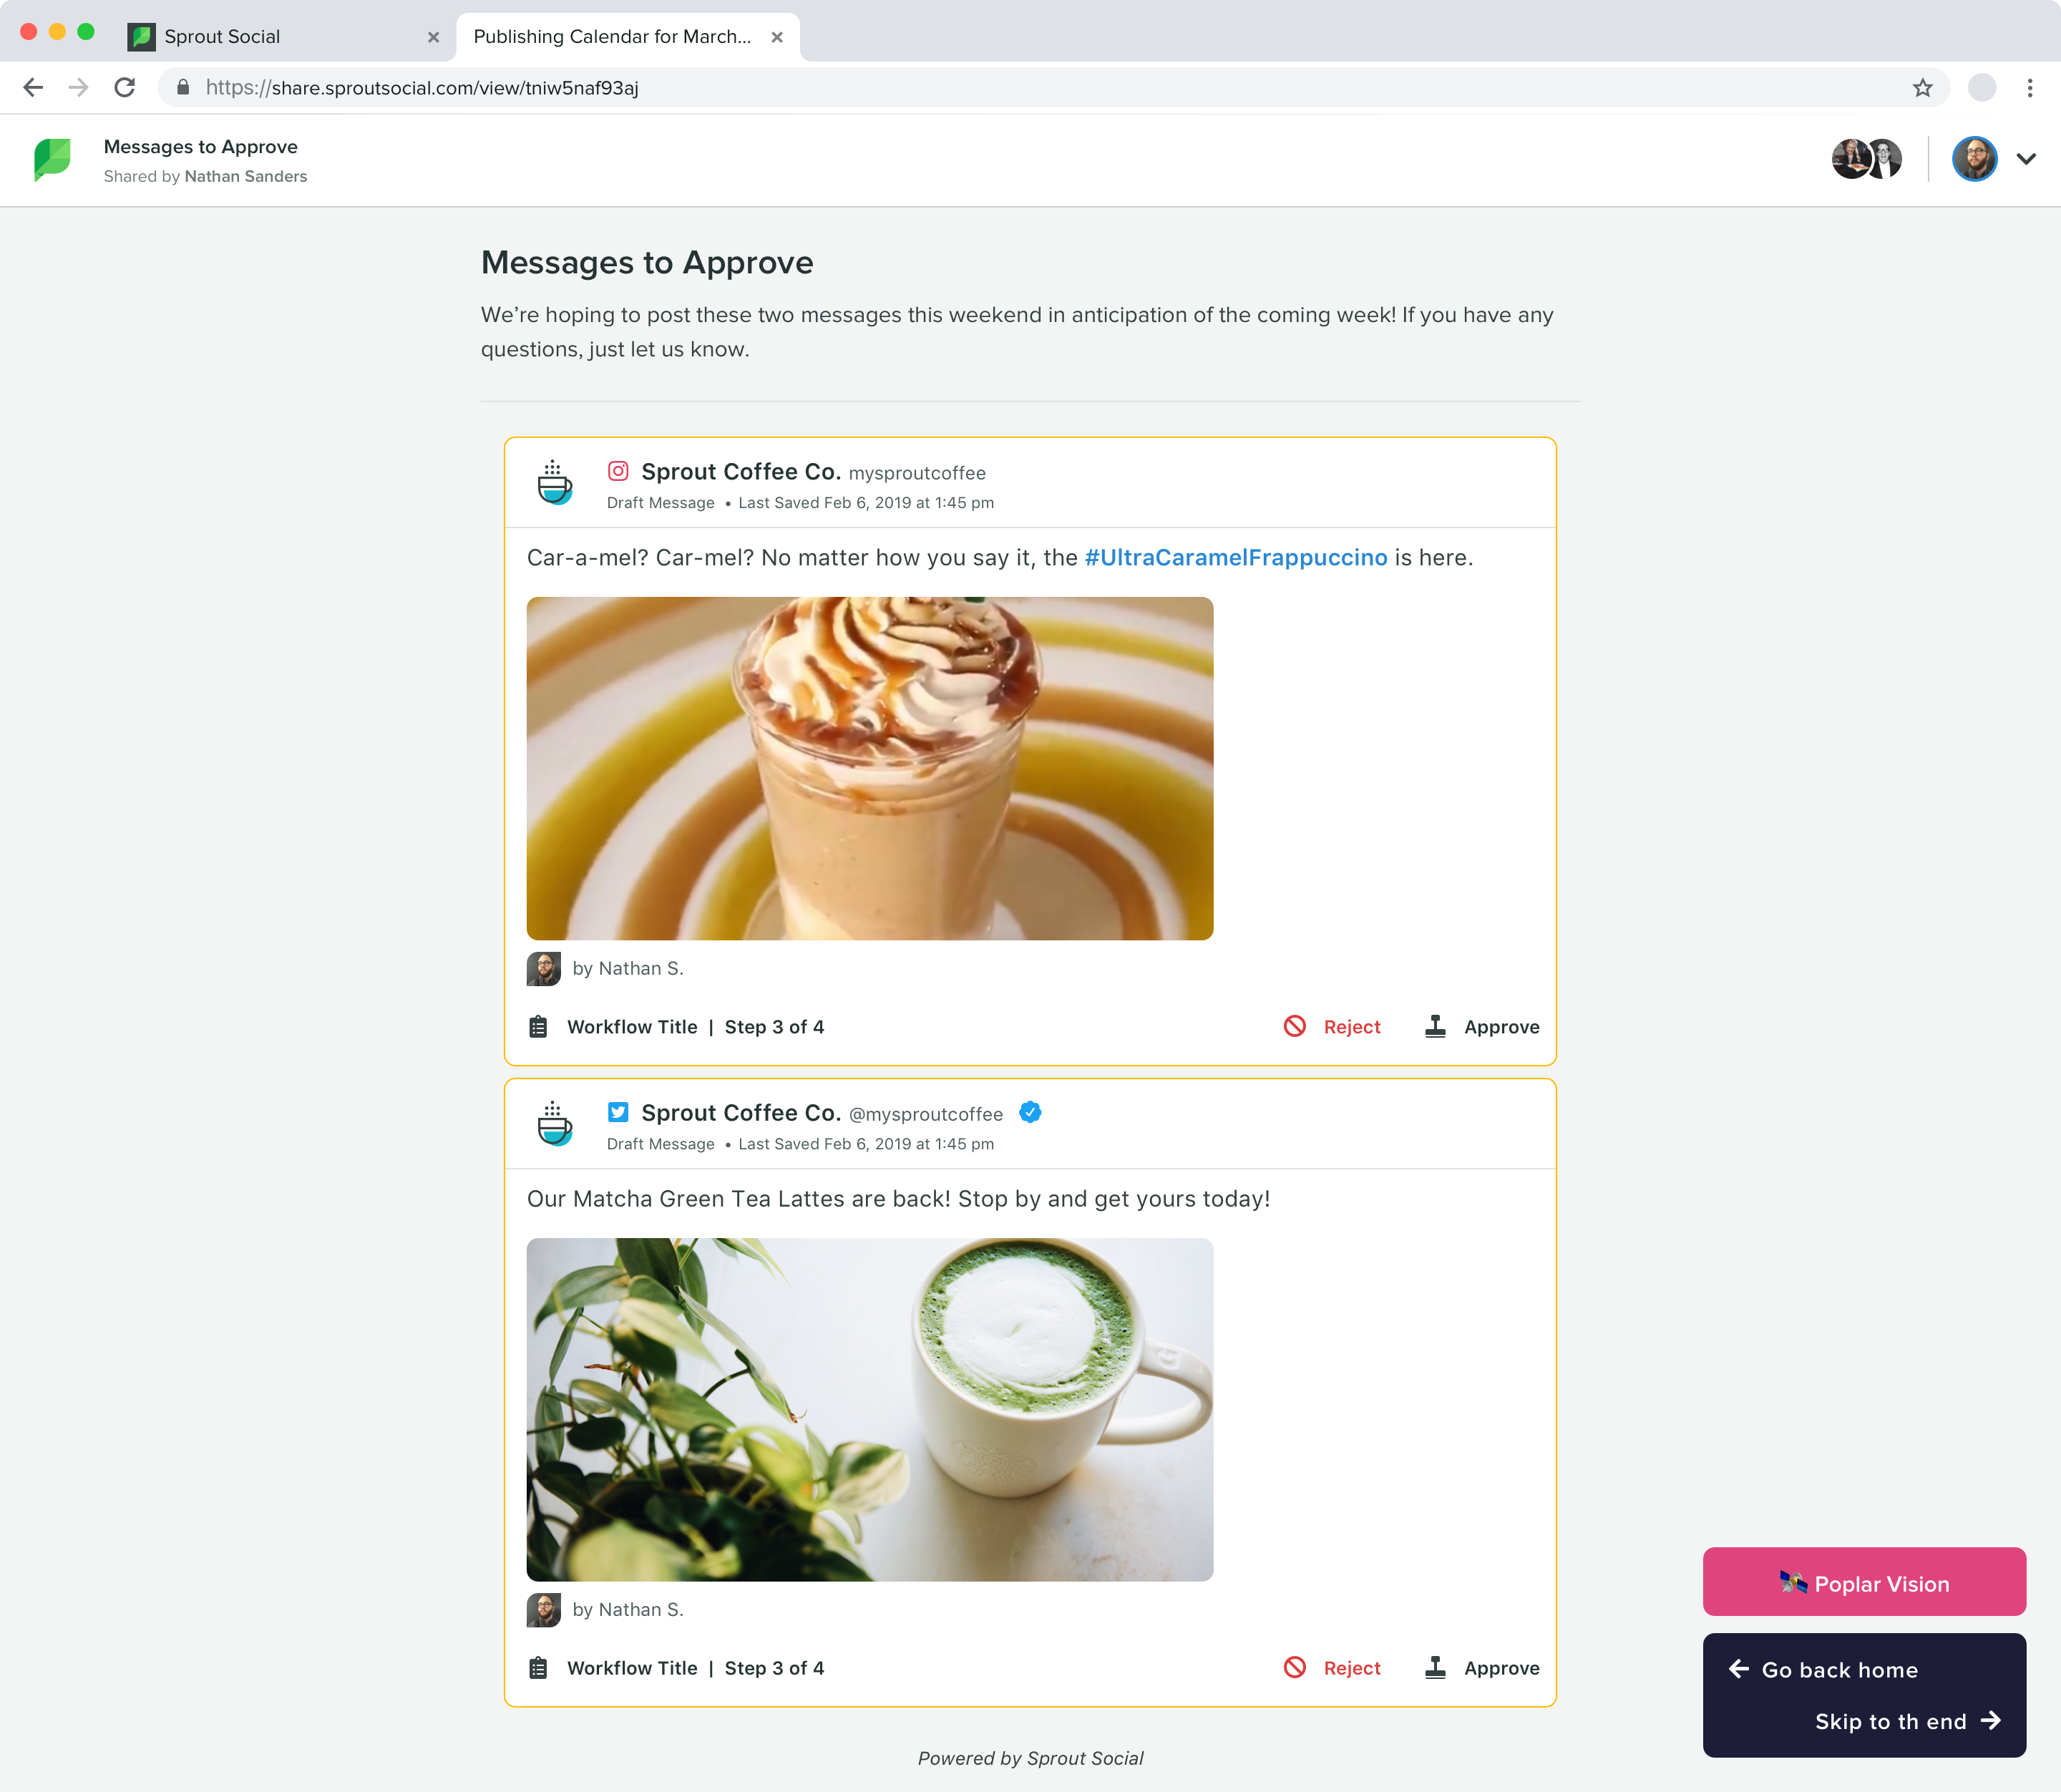 Sprout Social
Publishing Calendar for March...
https://share.sproutsocial.com/view/tniw5naf93aj
Messages to Approve
Shared by Nathan Sanders
Messages to Approve
We're hoping to post these two messages this weekend in anticipation of the coming week! If you have any
questions, just let us know.
Sprout Coffee Co. mysproutcoffee
Draft Message • Last Saved Feb 6, 2019 at 1:45 pm
Car-a-mel? Car-mel? No matter how you say it, the #UltraCaramelFrappuccino is here.
by Nathan S.
Workflow Title | Step 3 of 4
Reject
Approve
Sprout Coffee Co. @mysproutcoffee
Draft Message • Last Saved Feb 6, 2019 at 1:45 pm
Our Matcha Green Tea Lattes are back! Stop by and get yours today!
by Nathan S.
Workflow Title | Step 3 of 4
Reject
Approve
Poplar Vision
Go back home
Skip to th end
Powered by Sprout Social